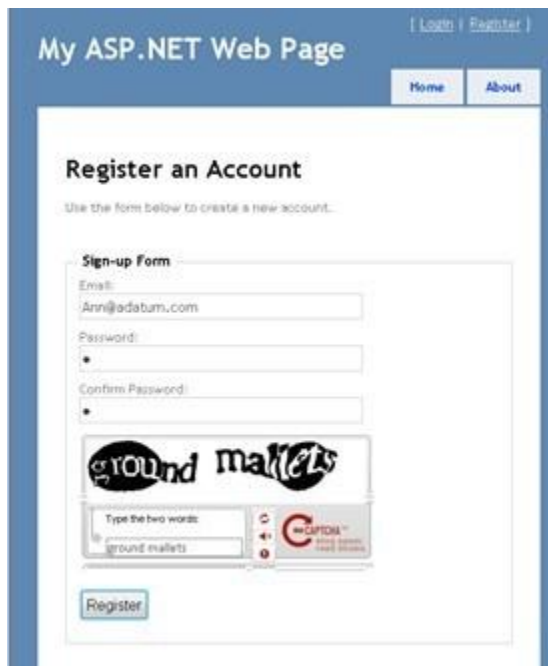 [ Login | Register ]
My ASP.NET Web Page
Home About
Register an Account
Use the form below to create a new account.
Sign-up Form
Email:
Ann@adatum.com
Password:
•
Confirm Password:
•
ground mallets
Type the two words:
ground mallets
CAPTCHA™
Register